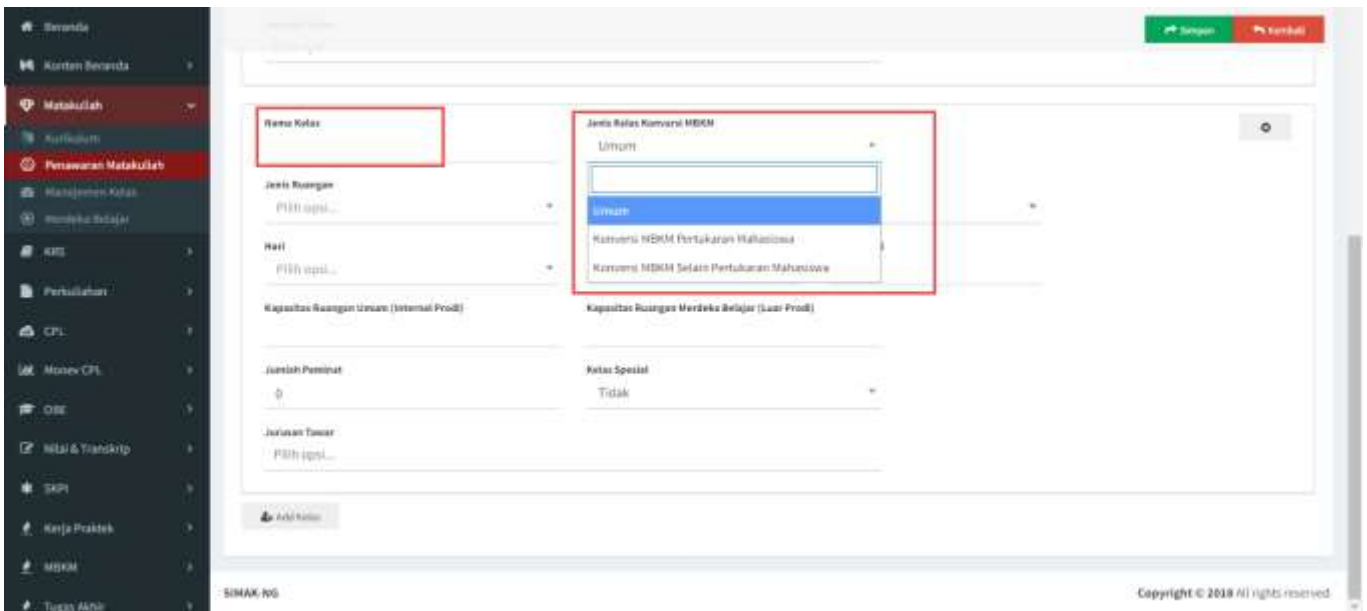 Beranda
Simpan
Kembali
Konten Beranda
Matakuliah
Nama Kelas
Jenis Kelas Konversi MBKM
Umum
Kurikulum
Penawaran Matakuliah
Manajemen Kelas
Jenis Ruangan
Pilih opsi...
Umum
Merdeka Belajar
KRS
Hari
Konversi MBKM Pertukaran Mahasiswa
Pilih opsi...
Konversi MBKM Selain Pertukaran Mahasiswa
Perkuliahan
Kapasitas Ruangan Umum (Internal Prodi)
Kapasitas Ruangan Merdeka Belajar (Luar Prodi)
CPL
Monev CPL
Jumlah Peminat
Kelas Spesial
0
Tidak
OBE
Jurusan Tawar
Nilai & Transkrip
Pilih opsi...
SKPI
Add Kelas
Kerja Praktek
MBKM
SIMAK-NG
Copyright © 2018 All rights reserved
Tugas Akhir